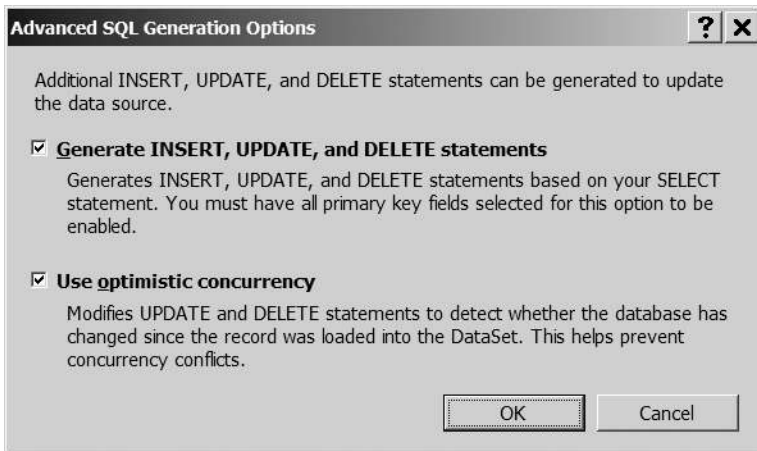 Advanced SQL Generation Options
Additional INSERT, UPDATE, and DELETE statements can be generated to update
the data source.
Generate INSERT, UPDATE, and DELETE statements
Generates INSERT, UPDATE, and DELETE statements based on your SELECT
statement. You must have all primary key fields selected for this option to be
enabled.
Use optimistic concurrency
Modifies UPDATE and DELETE statements to detect whether the database has
changed since the record was loaded into the DataSet. This helps prevent
concurrency conflicts.
OK Cancel